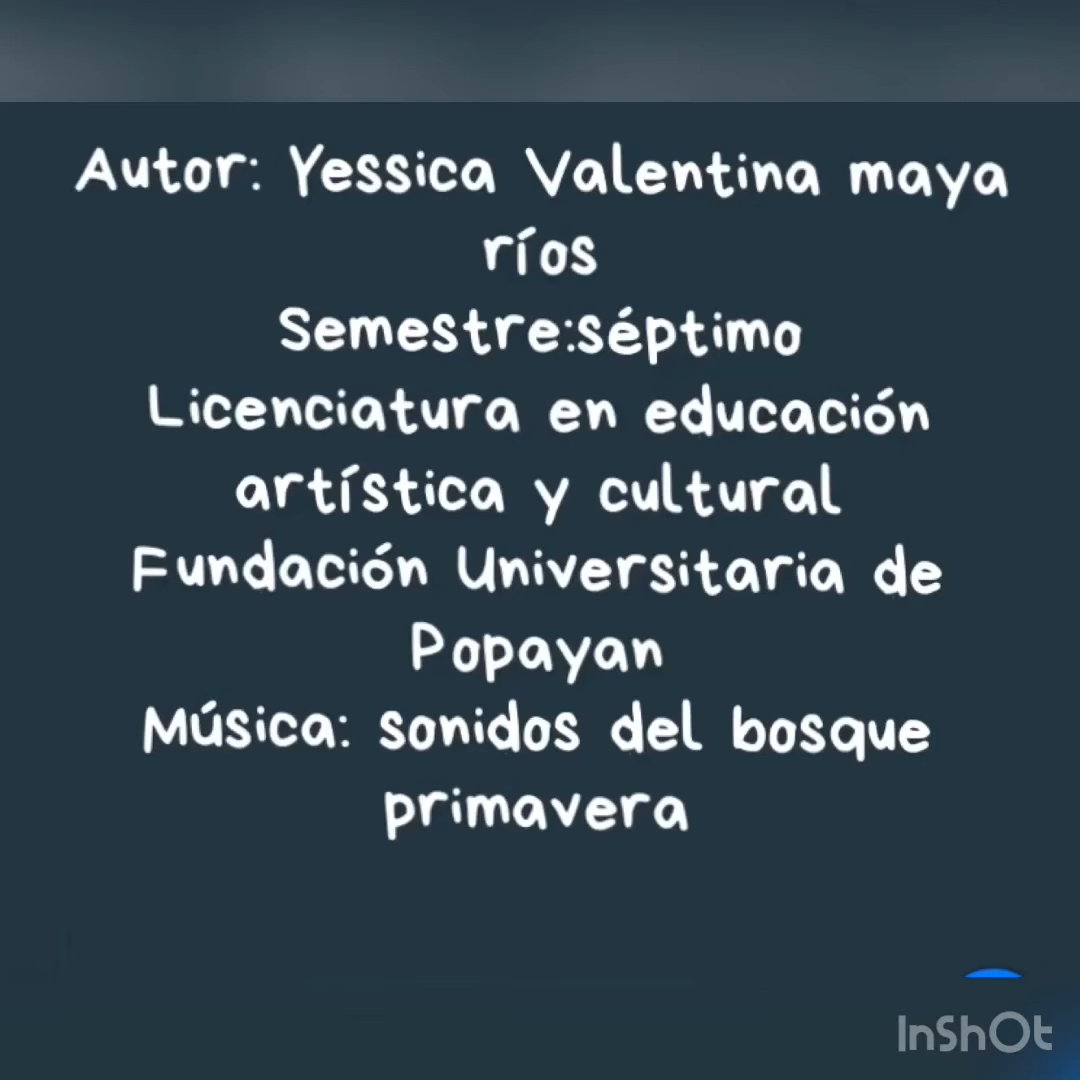 Autor: Yessica Valentina maya
ríos
Semestre:séptimo
Licenciatura en educación
artística y cultural
Fundación Universitaria de
Popayan
Música: sonidos del bosque
primavera
InShOt